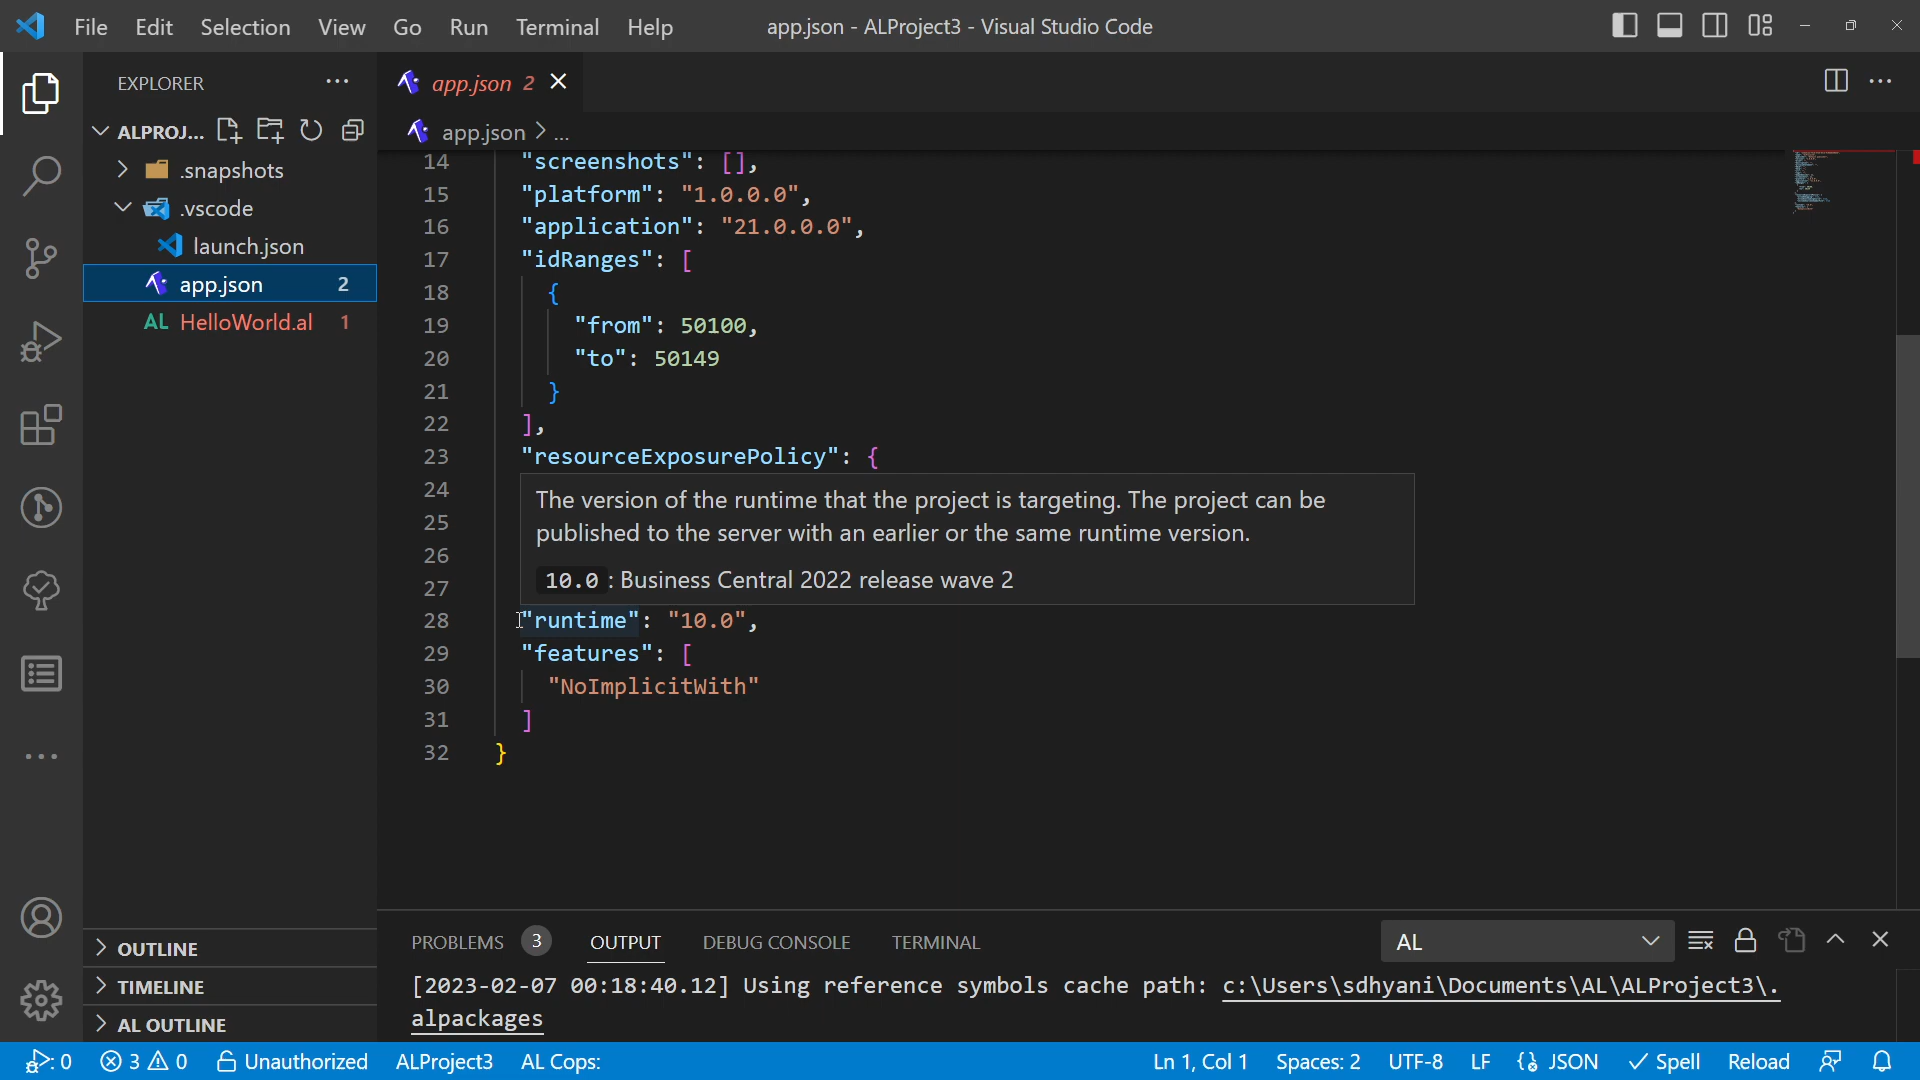 File Edit Selection View Go Run Terminal Help app.json - ALProject3 - Visual Studio Code
EXPLORER
ALPROJ...
.snapshots
.vscode
launch.json
app.json 2
AL HelloWorld.al 1
OUTLINE
TIMELINE
AL OUTLINE
app.json 2
app.json > ...
14 "screenshots": [],
15 "platform": "1.0.0.0",
16 "application": "21.0.0.0",
17 "idRanges": [
18 {
19 "from": 50100,
20 "to": 50149
21 }
22 ],
23 "resourceExposurePolicy": {
24
25
26
27
The version of the runtime that the project is targeting. The project can be
published to the server with an earlier or the same runtime version.
10.0 : Business Central 2022 release wave 2
28 "runtime": "10.0",
29 "features": [
30 "NoImplicitWith"
31 ]
32 }
PROBLEMS 3 OUTPUT DEBUG CONSOLE TERMINAL AL
[2023-02-07 00:18:40.12] Using reference symbols cache path: c:\Users\sdhyani\Documents\AL\ALProject3\.
alpackages
: 0 3 0 Unauthorized ALProject3 AL Cops: Ln 1, Col 1 Spaces: 2 UTF-8 LF {} JSON Spell Reload